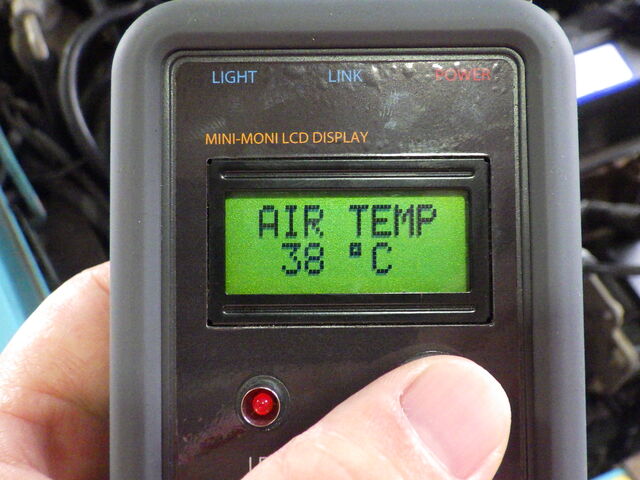 LIGHT LINK POWER
MINI-MONI LCD DISPLAY
AIR TEMP
38 °C